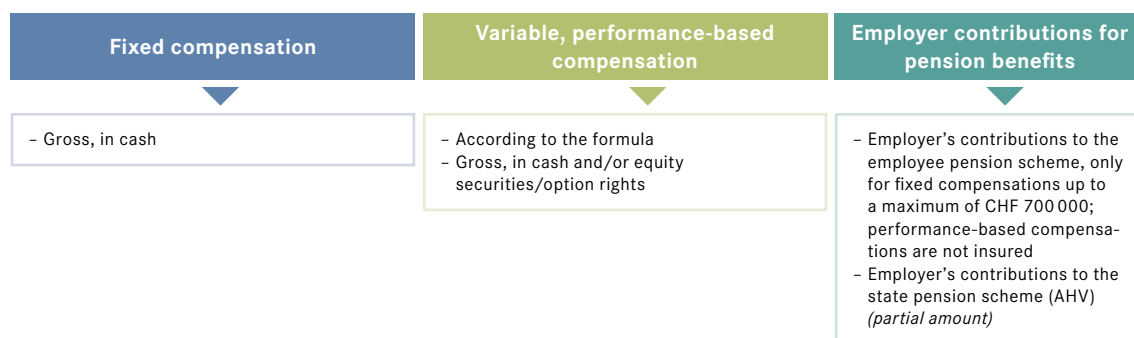 Fixed compensation
– Gross, in cash
Variable, performance-based
compensation
– According to the formula
– Gross, in cash and/or equity
securities/option rights
Employer contributions for
pension benefits
– Employer’s contributions to the
employee pension scheme, only
for fixed compensations up to
a maximum of CHF 700 000;
performance-based compensa-
tions are not insured
– Employer’s contributions to the
state pension scheme (AHV)
(partial amount)